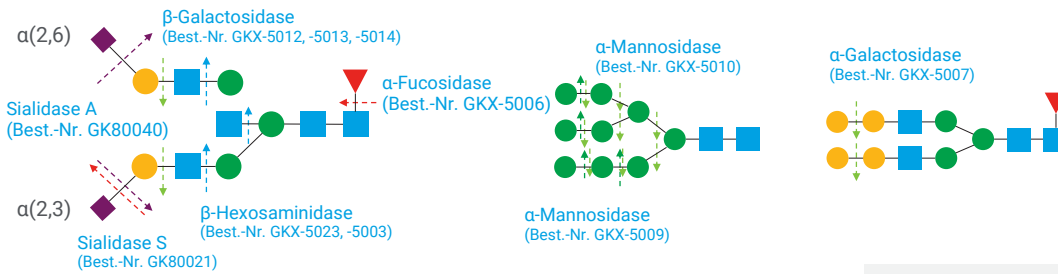 α(2,6)
β-Galactosidase
(Best.-Nr. GKX-5012, -5013, -5014)
Sialidase A
(Best.-Nr. GK80040)
α-Fucosidase
(Best.-Nr. GKX-5006)
α(2,3)
Sialidase S
(Best.-Nr. GK80021)
β-Hexosaminidase
(Best.-Nr. GKX-5023, -5003)
α-Mannosidase
(Best.-Nr. GKX-5010)
α-Mannosidase
(Best.-Nr. GKX-5009)
α-Galactosidase
(Best.-Nr. GKX-5007)